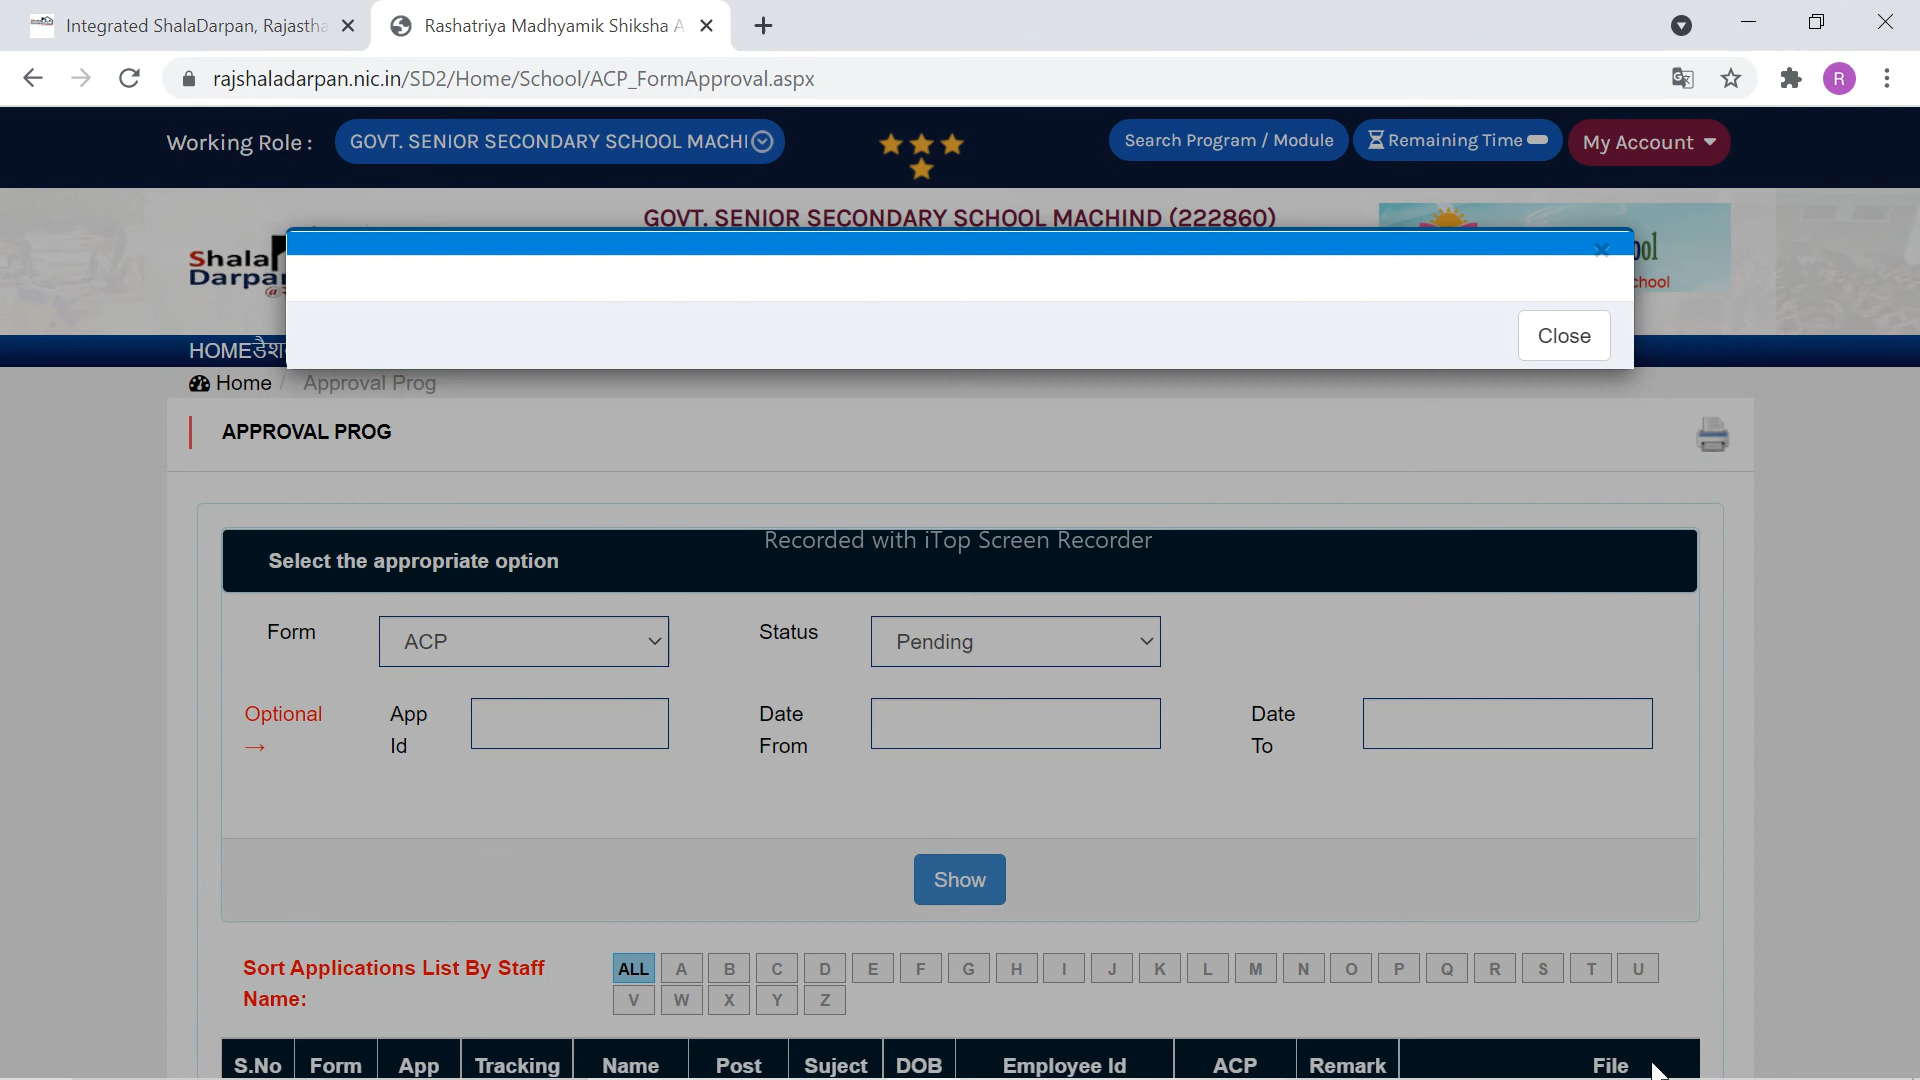 Integrated ShalaDarpan, Rajastha
Rashatriya Madhyamik Shiksha A
rajshaladarpan.nic.in/SD2/Home/School/ACP_FormApproval.aspx
R
Working Role :
GOVT. SENIOR SECONDARY SCHOOL MACHI
Search Program / Module
Remaining Time
My Account
GOVT. SENIOR SECONDARY SCHOOL MACHIND (222860)
Shala
Darpan
ool
chool
×
Close
HOME
Home / Approval Prog
APPROVAL PROG
Recorded with iTop Screen Recorder
Select the appropriate option
Form
ACP
Status
Pending
Optional →
App Id
Date From
Date To
Show
Sort Applications List By Staff Name:
ALL A B C D E F G H I J K L M N O P Q R S T U
V W X Y Z
S.No Form App Tracking Name Post Suject DOB Employee Id ACP Remark File